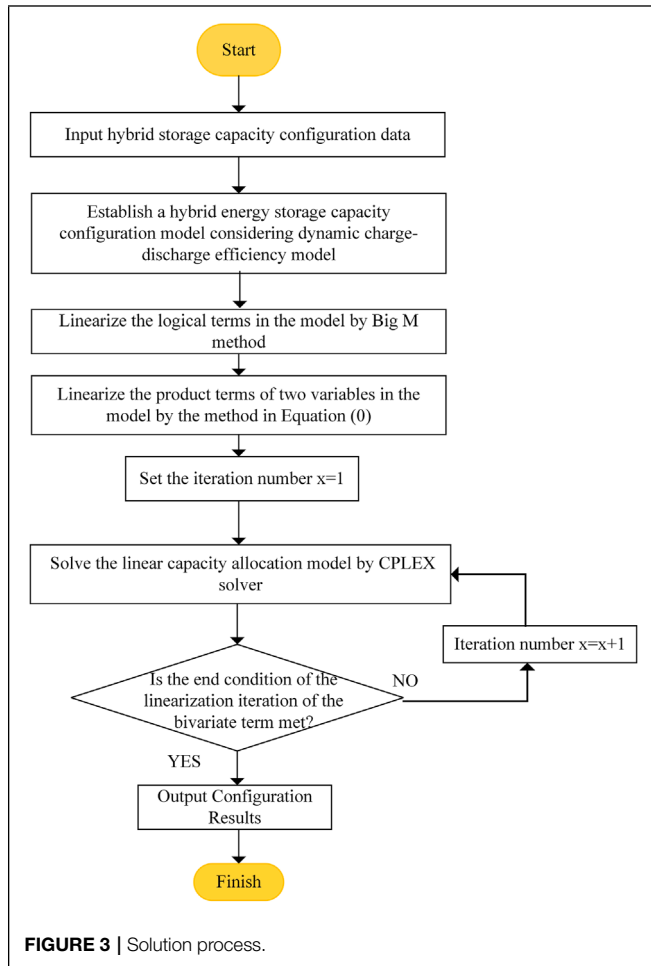 Start
Input hybrid storage capacity configuration data
Establish a hybrid energy storage capacity
configuration model considering dynamic charge-
discharge efficiency model
Linearize the logical terms in the model by Big M
method
Linearize the product terms of two variables in the
model by the method in Equation (0)
Set the iteration number x=1
Solve the linear capacity allocation model by CPLEX
solver
Iteration number x=x+1
Is the end condition of the
linearization iteration of the
bivariate term met?
NO
YES
Output Configuration
Results
Finish
FIGURE 3 | Solution process.